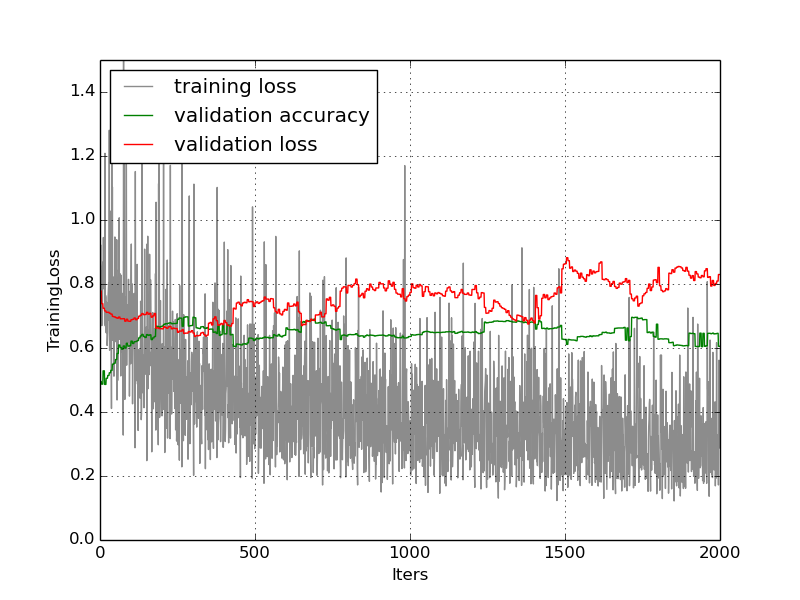 training loss
validation accuracy
validation loss
TrainingLoss
1.4
1.2
1.0
0.8
0.6
0.4
0.2
0.0
0 500 1000 1500 2000
Iters